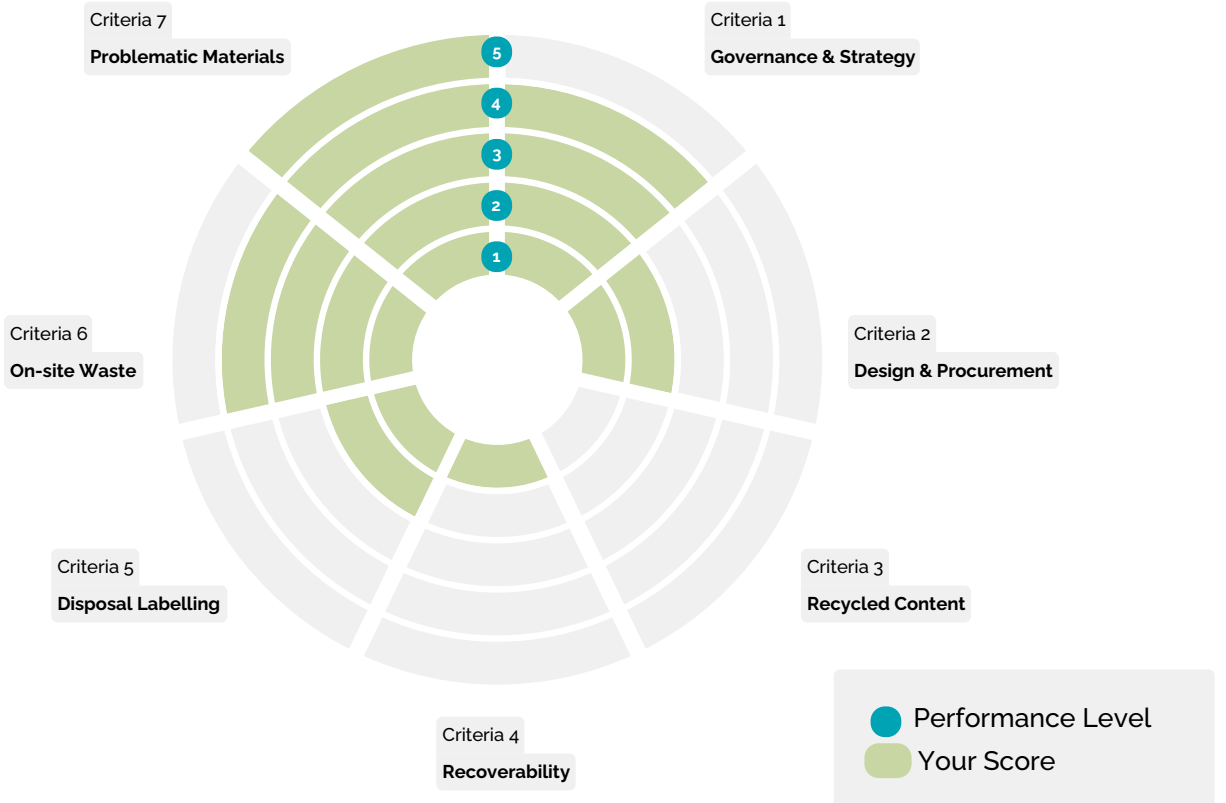 Criteria 7
Problematic Materials
Criteria 1
Governance & Strategy
5
4
3
2
1
Criteria 6
On-site Waste
Criteria 2
Design & Procurement
Criteria 5
Disposal Labelling
Criteria 3
Recycled Content
Criteria 4
Recoverability
Performance Level
Your Score